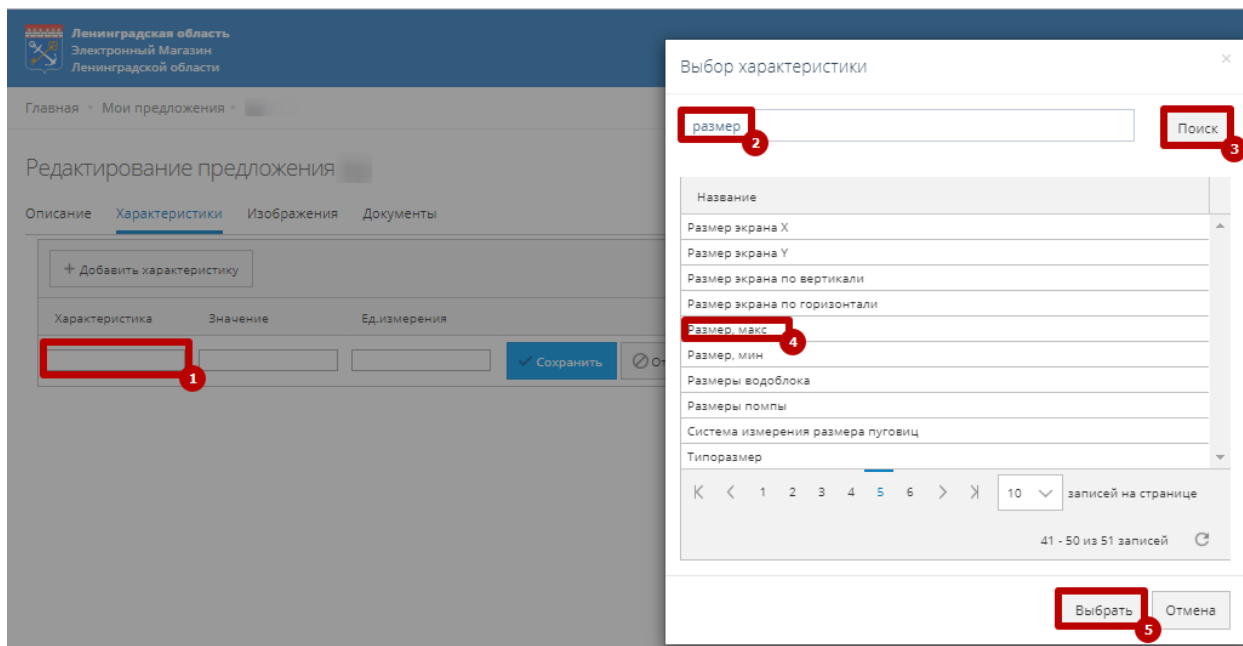 Ленинградская область
Электронный Магазин
Ленинградской области
Главная
Мои предложения
Редактирование предложения
Описание Характеристики Изображения Документы
+ Добавить характеристику
Характеристика Значение Ед.измерения
1
Сохранить
Выбор характеристики
×
размер
2
Поиск
3
Название
Размер экрана X
Размер экрана Y
Размер экрана по вертикали
Размер экрана по горизонтали
Размер, макс
4
Размер, мин
Размеры водоблока
Размеры помпы
Система измерения размера пуговиц
Типоразмер
1 2 3 4 5 6 10 записей на странице
41 - 50 из 51 записей
Выбрать
5
Отмена